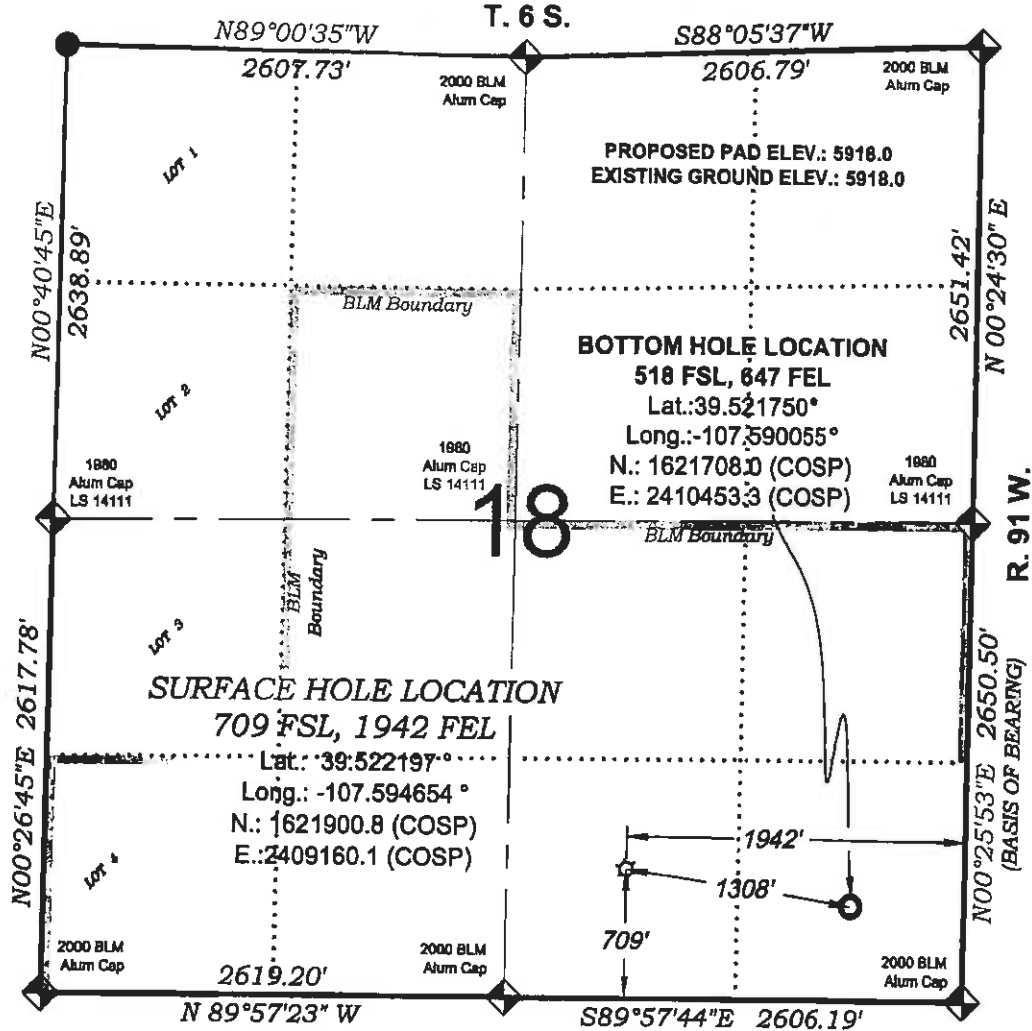 T. 6 S.
N89°00'35"W
S88°05'37"W
2607.73'
2606.79'
2000 BLM
Alum Cap
2000 BLM
Alum Cap
LOT 1
PROPOSED PAD ELEV.: 5918.0
EXISTING GROUND ELEV.: 5918.0
N00°40'45"E
2638.89'
2651.42'
N 00°24'30" E
BLM Boundary
LOT 2
BOTTOM HOLE LOCATION
518 FSL, 647 FEL
Lat.:39.521750°
Long.:-107.590055°
N.: 1621708.0 (COSP)
E.: 2410453.3 (COSP)
1980
Alum Cap
LS 14111
1980
Alum Cap
LS 14111
1980
Alum Cap
LS 14111
18
BLM Boundary
R. 91 W.
BLM
Boundary
LOT 3
N00°26'45"E 2617.78'
SURFACE HOLE LOCATION
709 FSL, 1942 FEL
Lat.: 39.522197°
Long.: -107.594654 °
N.: 1621900.8 (COSP)
E.:2409160.1 (COSP)
N00°25'53"E 2650.50'
(BASIS OF BEARING)
LOT 4
1942'
1308'
709'
2000 BLM
Alum Cap
2000 BLM
Alum Cap
2000 BLM
Alum Cap
2619.20'
N 89°57'23" W
S89°57'44"E 2606.19'